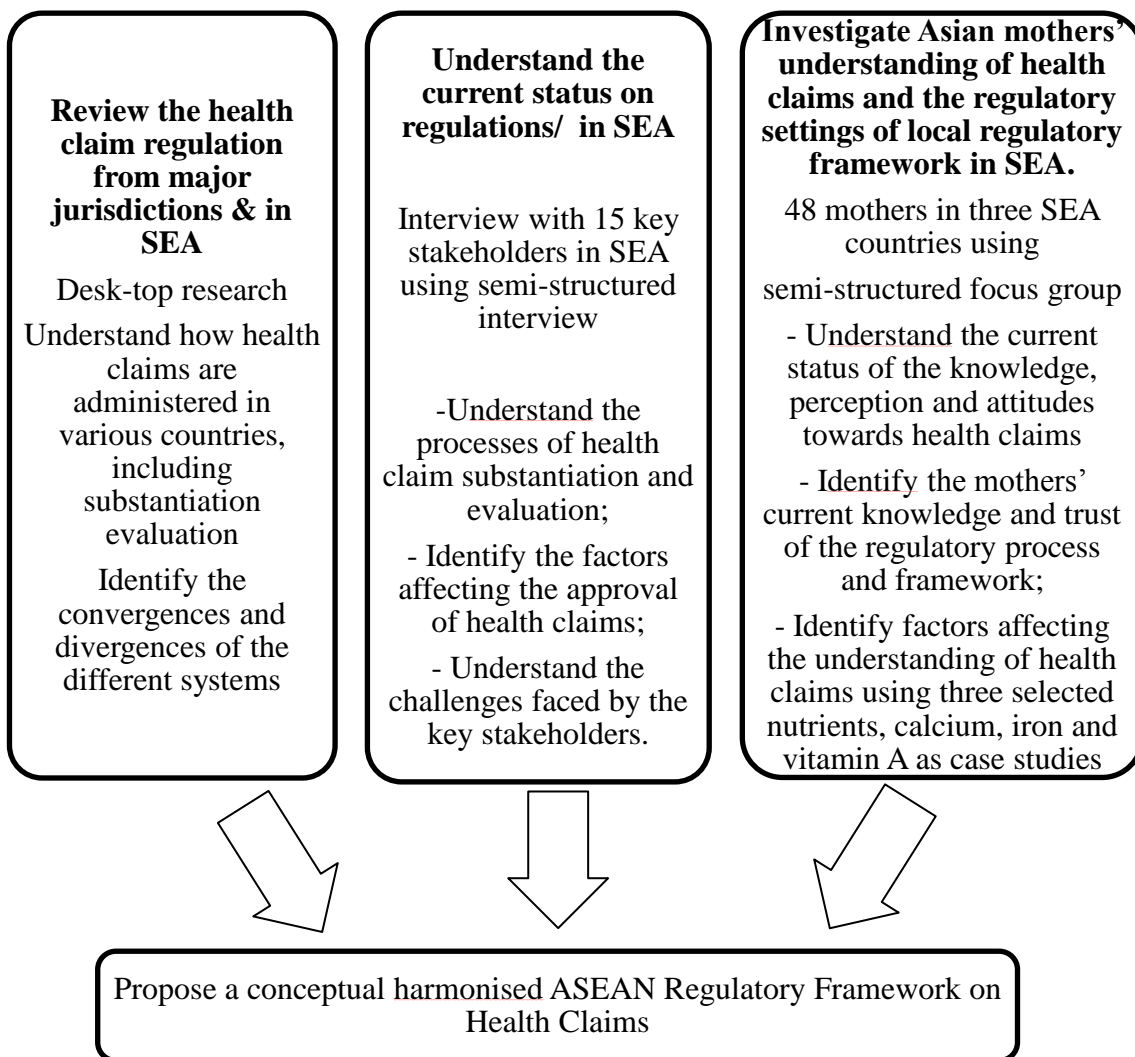 Review the health
claim regulation
from major
jurisdictions & in
SEA
Desk-top research
Understand how health
claims are
administered in
various countries,
including
substantiation
evaluation
Identify the
convergences and
divergences of the
different systems
Understand the
current status on
regulations/ in SEA
Interview with 15 key
stakeholders in SEA
using semi-structured
interview
-Understand the
processes of health
claim substantiation and
evaluation;
- Identify the factors
affecting the approval
of health claims;
- Understand the
challenges faced by the
key stakeholders.
Investigate Asian mothers’
understanding of health
claims and the regulatory
settings of local regulatory
framework in SEA.
48 mothers in three SEA
countries using
semi-structured focus group
- Understand the current
status of the knowledge,
perception and attitudes
towards health claims
- Identify the mothers’
current knowledge and trust
of the regulatory process
and framework;
- Identify factors affecting
the understanding of health
claims using three selected
nutrients, calcium, iron and
vitamin A as case studies
Propose a conceptual harmonised ASEAN Regulatory Framework on
Health Claims